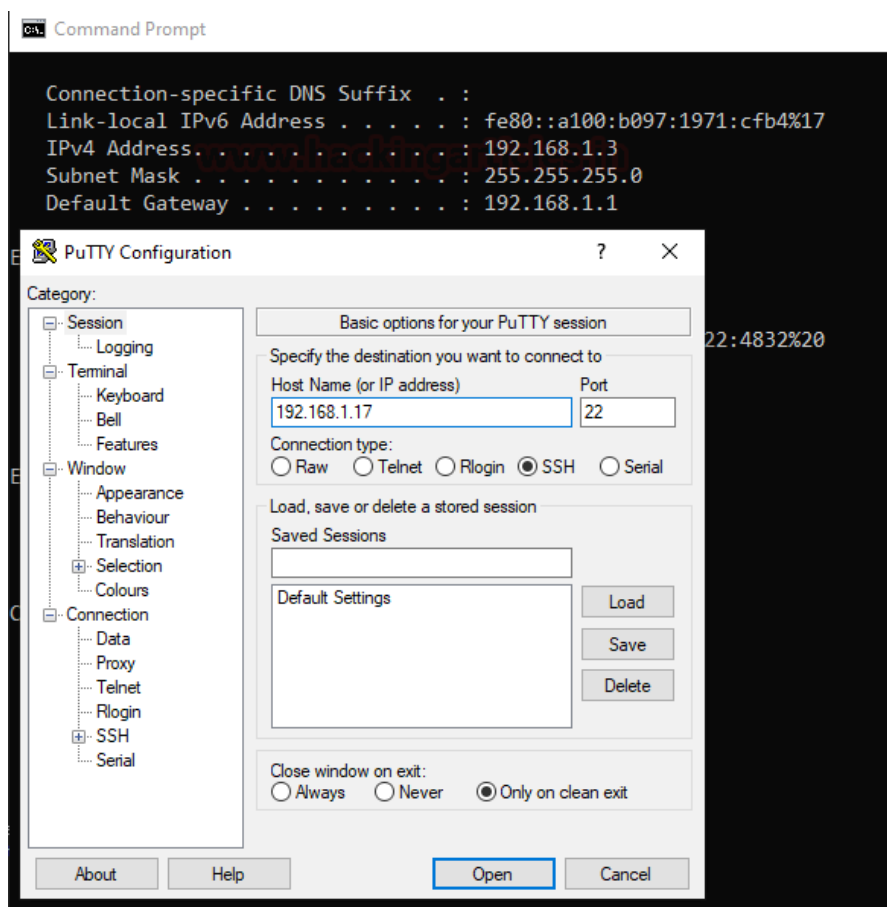 Command Prompt
Connection-specific DNS Suffix . :
Link-local IPv6 Address . . . . . : fe80::a100:b097:1971:cfb4%17
IPv4 Address. . . . . . . . . . . : 192.168.1.3
Subnet Mask . . . . . . . . . . . : 255.255.255.0
Default Gateway . . . . . . . . . : 192.168.1.1
PuTTY Configuration
? X
Category:
Session
Logging
Terminal
Keyboard
Bell
Features
Window
Appearance
Behaviour
Translation
Selection
Colours
Connection
Data
Proxy
Telnet
Rlogin
SSH
Serial
Basic options for your PuTTY session
Specify the destination you want to connect to
Host Name (or IP address) Port
192.168.1.17 22
Connection type:
Raw Telnet Rlogin SSH Serial
Load, save or delete a stored session
Saved Sessions
Default Settings
Load
Save
Delete
Close window on exit:
Always Never Only on clean exit
About Help Open Cancel
22:4832%20